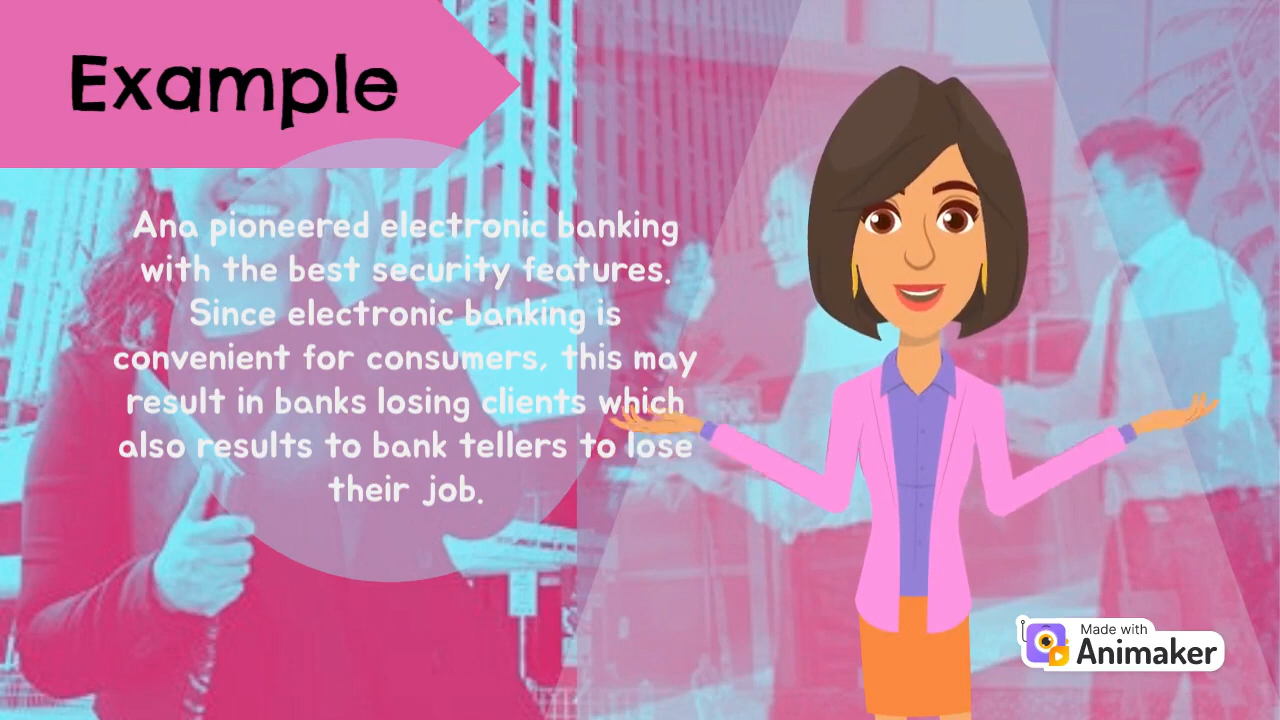 Example
Ana pioneered electronic banking
with the best security features.
Since electronic banking is
convenient for consumers, this may
result in banks losing clients which
also results to bank tellers to lose
their job.
Made with
Animaker